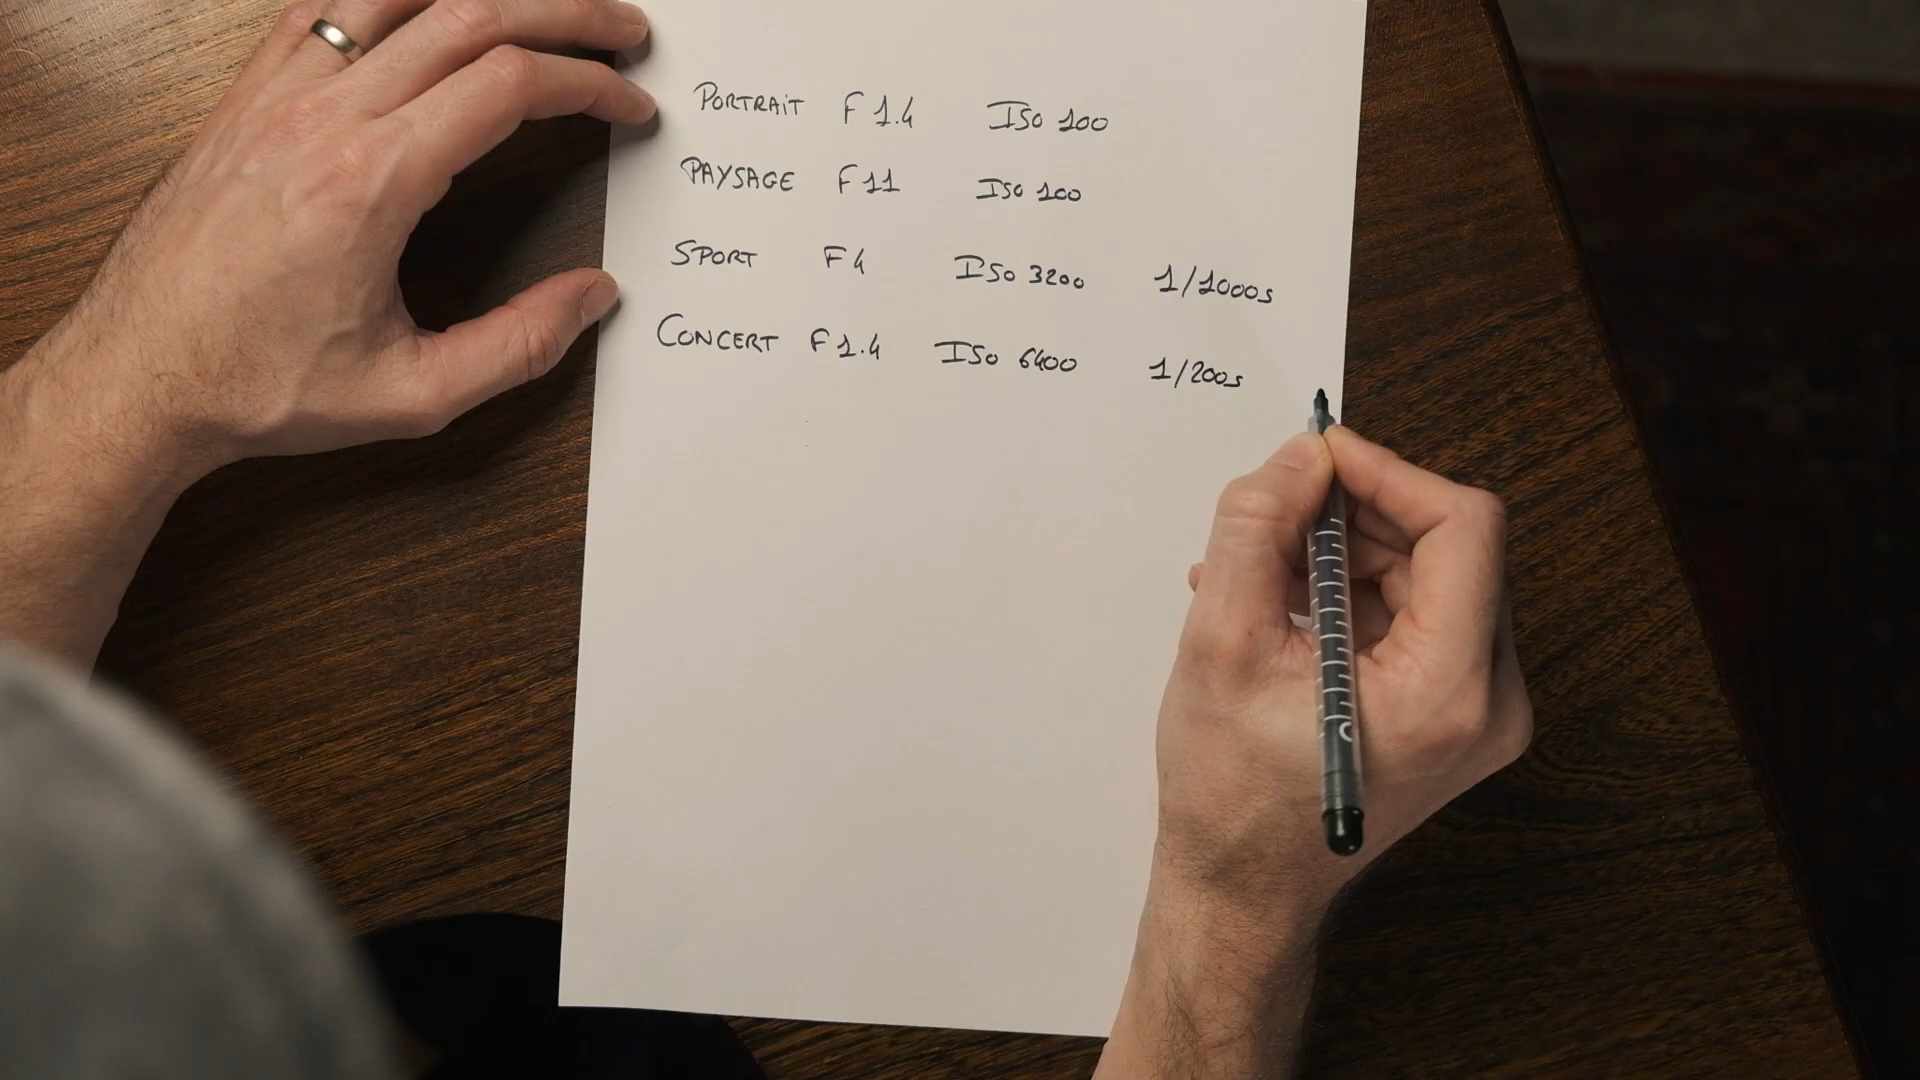 PORTRAIT F 1.4 ISO 100
PAYSAGE F 11 ISO 100
SPORT F 4 ISO 3200 1/1000s
CONCERT F 1.4 ISO 6400 1/200s